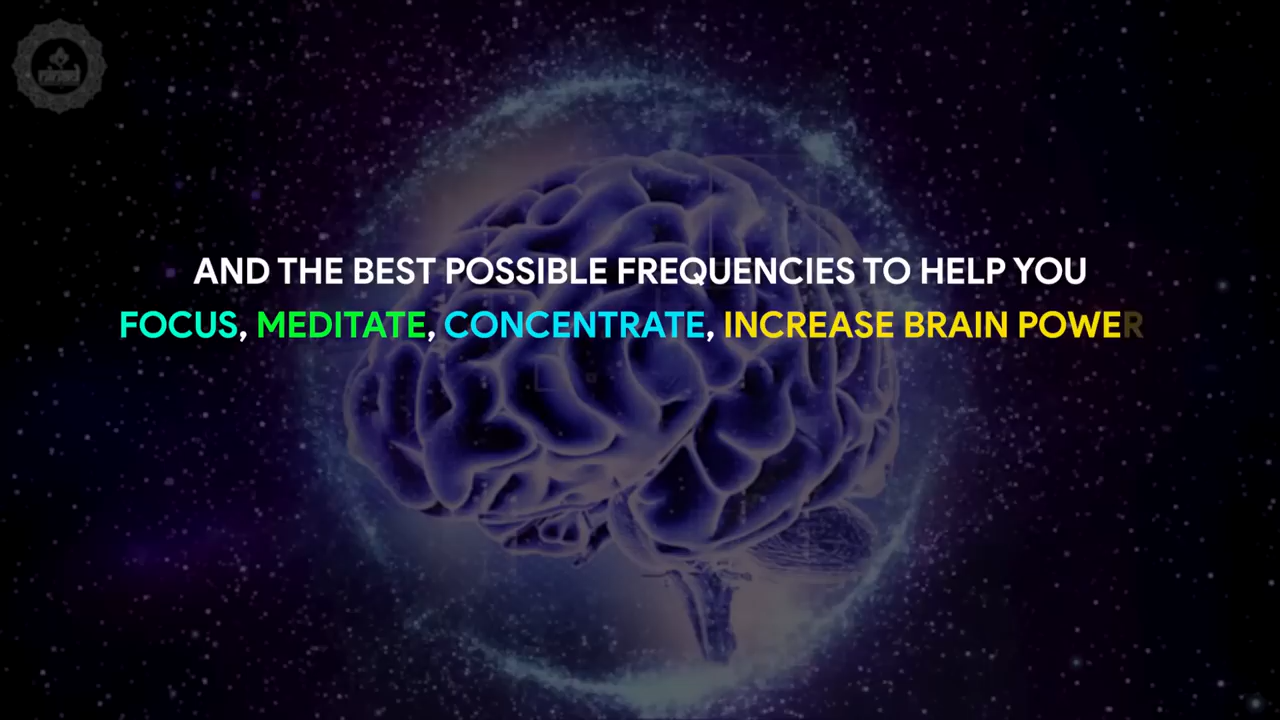 AND THE BEST POSSIBLE FREQUENCIES TO HELP YOU
FOCUS, MEDITATE, CONCENTRATE, INCREASE BRAIN POWER